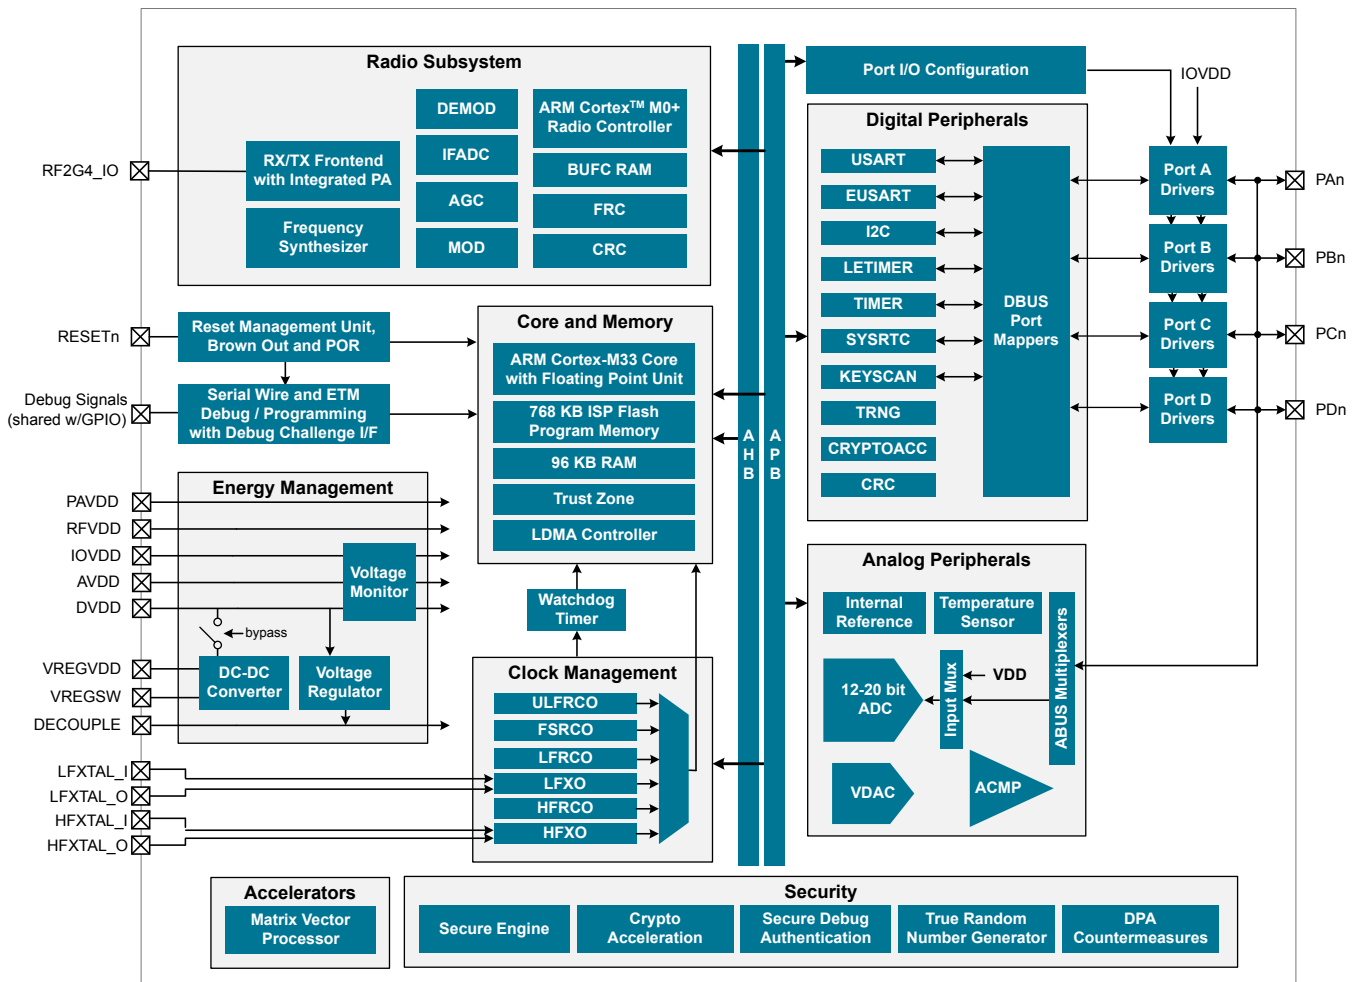 Radio Subsystem
DEMOD
IFADC
AGC
MOD
ARM Cortex™ M0+
Radio Controller
BUFC RAM
FRC
CRC
RX/TX Frontend
with Integrated PA
Frequency
Synthesizer
RF2G4_IO
RESETn
Debug Signals
(shared w/GPIO)
Reset Management Unit,
Brown Out and POR
Serial Wire and ETM
Debug / Programming
with Debug Challenge I/F
Core and Memory
ARM Cortex-M33 Core
with Floating Point Unit
768 KB ISP Flash
Program Memory
96 KB RAM
Trust Zone
LDMA Controller
Energy Management
PAVDD
RFVDD
IOVDD
AVDD
DVDD
VREGVDD
VREGSW
DECOUPLE
Voltage
Monitor
bypass
DC-DC
Converter
Voltage
Regulator
Watchdog
Timer
Clock Management
ULFRCO
FSRCO
LFRCO
LFXO
HFRCO
HFXO
LFXTAL_I
LFXTAL_O
HFXTAL_I
HFXTAL_O
A
H
B
A
P
B
Port I/O Configuration
IOVDD
Digital Peripherals
USART
EUSART
I2C
LETIMER
TIMER
SYSRTC
KEYSCAN
TRNG
CRYPTOACC
CRC
DBUS
Port
Mappers
Port A
Drivers
Port B
Drivers
Port C
Drivers
Port D
Drivers
PAn
PBn
PCn
PDn
Analog Peripherals
Internal
Reference
Temperature
Sensor
12-20 bit
ADC
Input Mux
VDD
ABUS Multiplexers
VDAC
ACMP
Accelerators
Matrix Vector
Processor
Security
Secure Engine
Crypto
Acceleration
Secure Debug
Authentication
True Random
Number Generator
DPA
Countermeasures